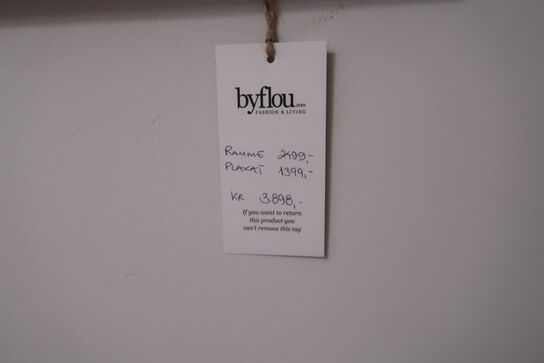 byflou.com
FASHION & LIVING
RAMME 2499,-
PLAKAT 1399,-
KR. 3.898,-
If you want to return
this product you
can't remove this tag